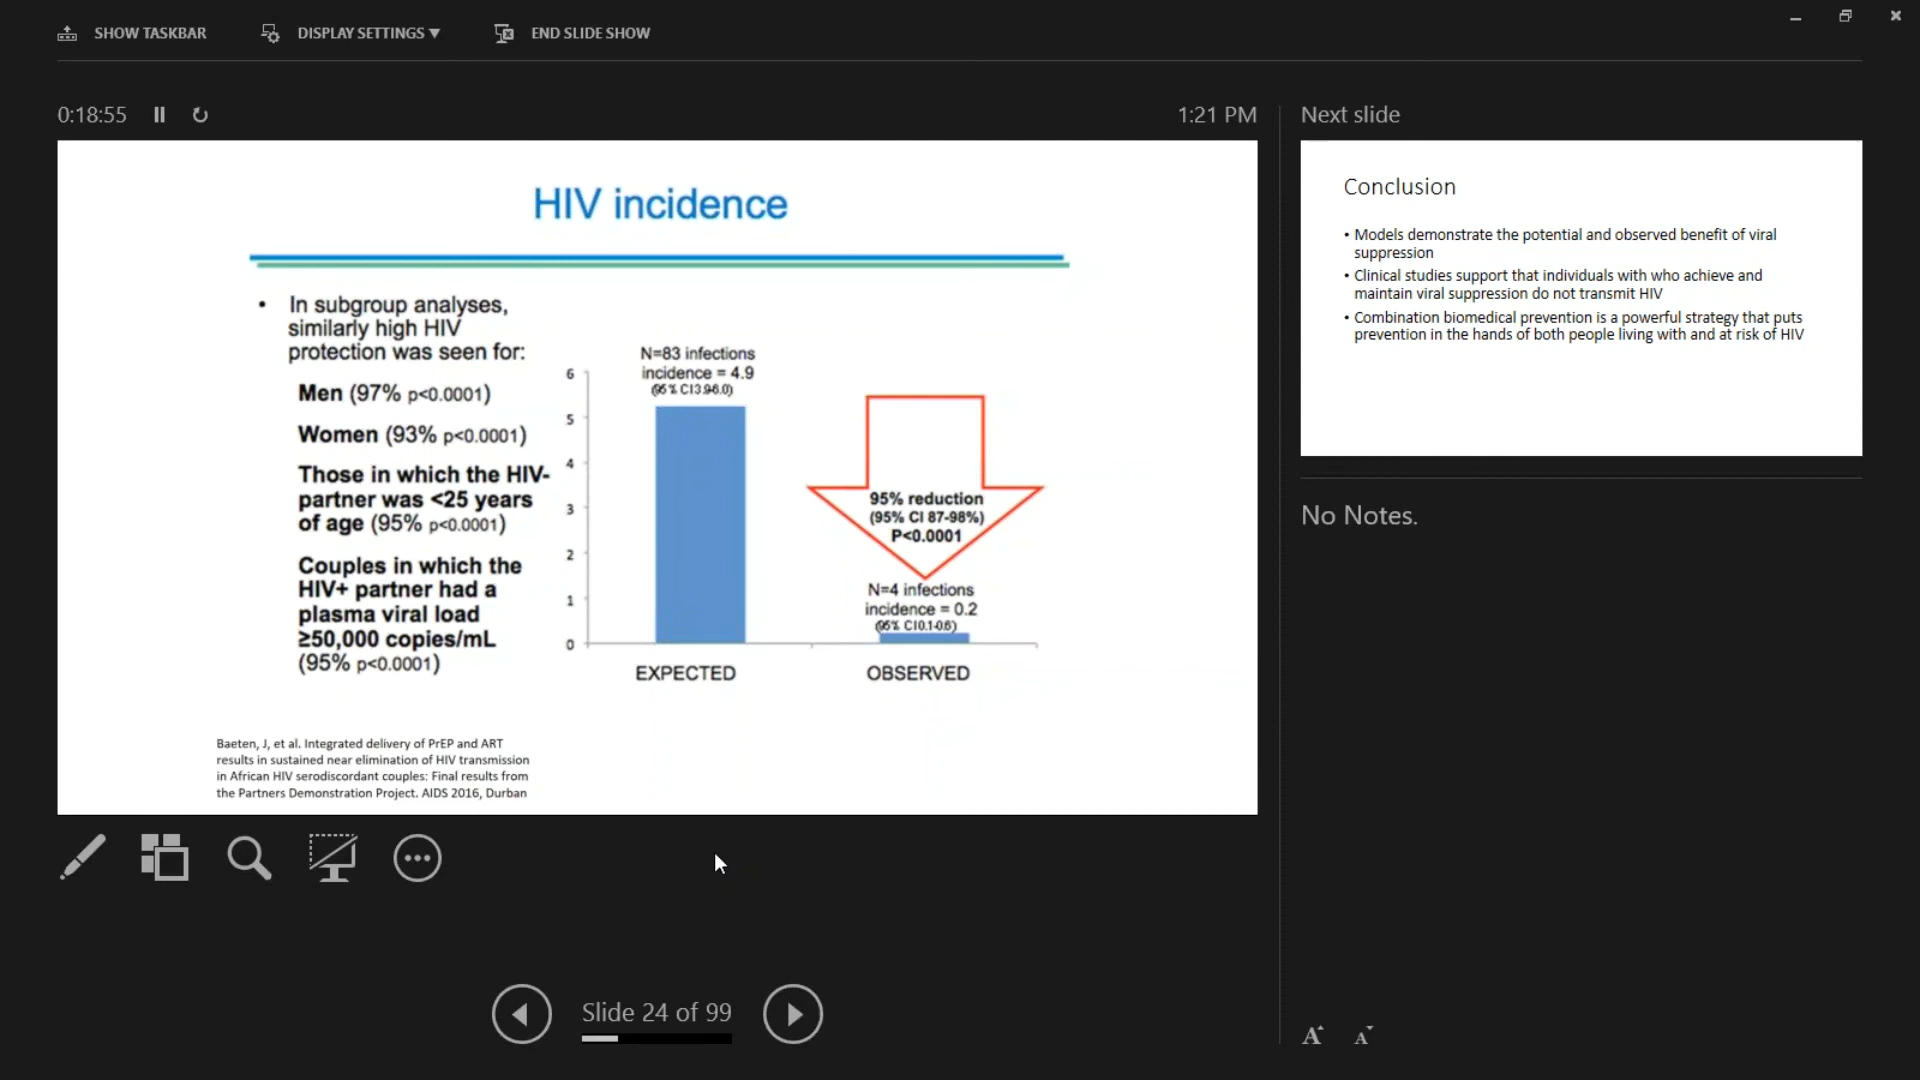 SHOW TASKBAR
DISPLAY SETTINGS ▼
END SLIDE SHOW
0:18:55
1:21 PM
HIV incidence
• In subgroup analyses,
similarly high HIV
protection was seen for:
Men (97% p<0.0001)
Women (93% p<0.0001)
Those in which the HIV-
partner was <25 years
of age (95% p<0.0001)
Couples in which the
HIV+ partner had a
plasma viral load
≥50,000 copies/mL
(95% p<0.0001)
6
5
4
3
2
1
0
N=83 infections
incidence = 4.9
(95% CI 3.9-6.0)
95% reduction
(95% CI 87-98%)
P<0.0001
N=4 infections
incidence = 0.2
(95% CI 0.1-0.6)
EXPECTED
OBSERVED
Baeten, J, et al. Integrated delivery of PrEP and ART
results in sustained near elimination of HIV transmission
in African HIV serodiscordant couples: Final results from
the Partners Demonstration Project. AIDS 2016, Durban
Slide 24 of 99
Next slide
Conclusion
• Models demonstrate the potential and observed benefit of viral
suppression
• Clinical studies support that individuals with who achieve and
maintain viral suppression do not transmit HIV
• Combination biomedical prevention is a powerful strategy that puts
prevention in the hands of both people living with and at risk of HIV
No Notes.
A A